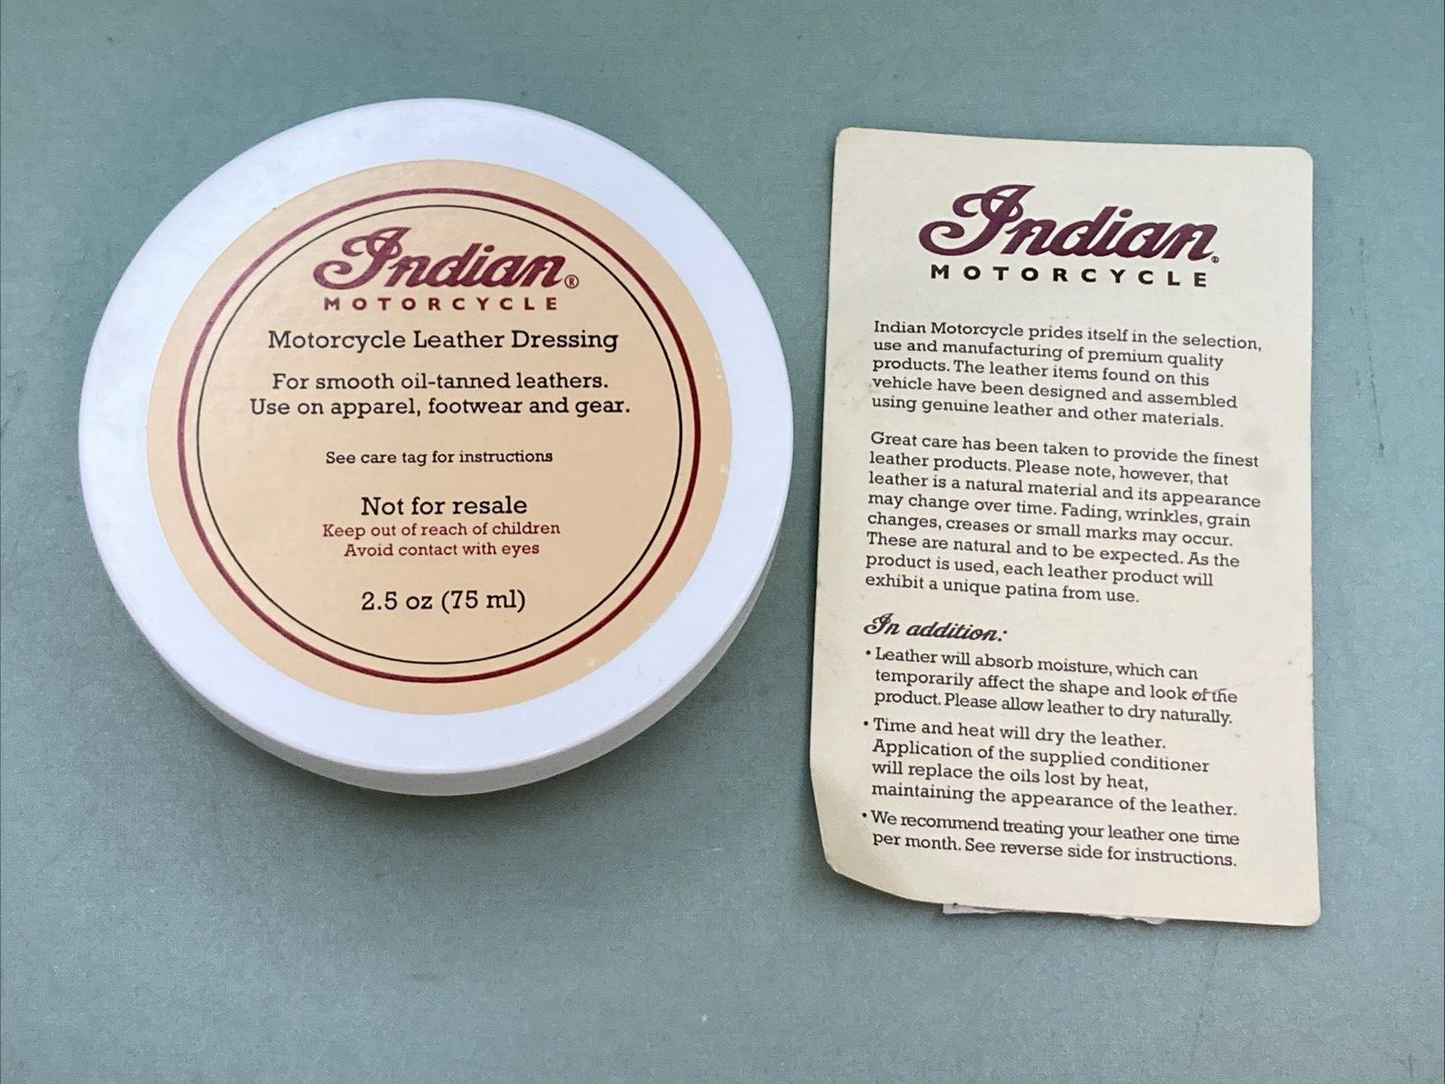 Indian®
MOTORCYCLE
Motorcycle Leather Dressing
For smooth oil-tanned leathers.
Use on apparel, footwear and gear.
See care tag for instructions
Not for resale
Keep out of reach of children
Avoid contact with eyes
2.5 oz (75 ml)
Indian®
MOTORCYCLE
Indian Motorcycle prides itself in the selection,
use and manufacturing of premium quality
products. The leather items found on this
vehicle have been designed and assembled
using genuine leather and other materials.
Great care has been taken to provide the finest
leather products. Please note, however, that
leather is a natural material and its appearance
may change over time. Fading, wrinkles, grain
changes, creases or small marks may occur.
These are natural and to be expected. As the
product is used, each leather product will
exhibit a unique patina from use.
In addition:
• Leather will absorb moisture, which can
temporarily affect the shape and look of the
product. Please allow leather to dry naturally.
• Time and heat will dry the leather.
Application of the supplied conditioner
will replace the oils lost by heat,
maintaining the appearance of the leather.
• We recommend treating your leather one time
per month. See reverse side for instructions.